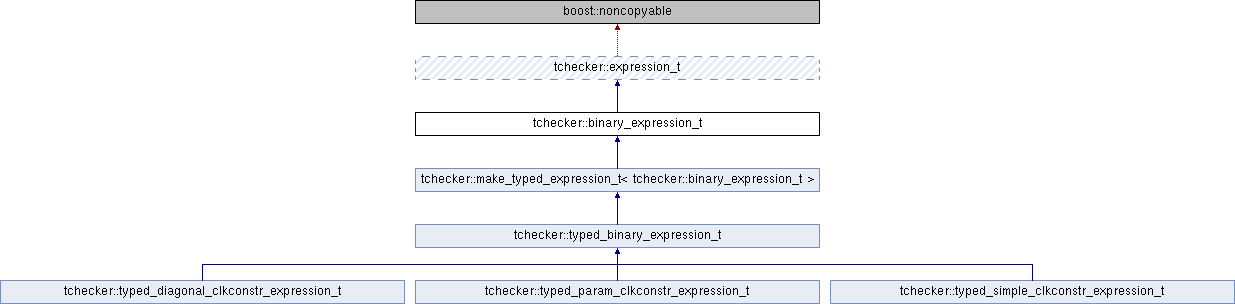 boost::noncopyable
tchecker::expression_t
tchecker::binary_expression_t
tchecker::make_typed_expression_t< tchecker::binary_expression_t >
tchecker::typed_binary_expression_t
tchecker::typed_diagonal_clkconstr_expression_t
tchecker::typed_param_clkconstr_expression_t
tchecker::typed_simple_clkconstr_expression_t